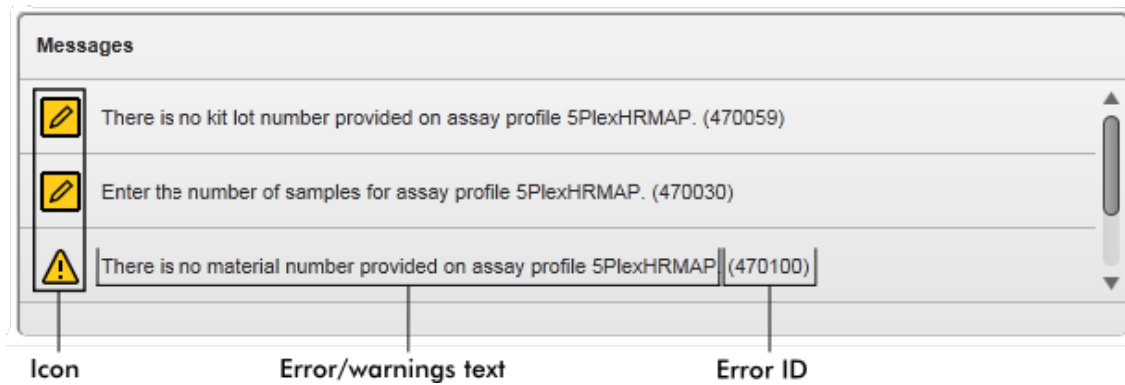 Messages
There is no kit lot number provided on assay profile 5PlexHRMAP. (470059)
Enter the number of samples for assay profile 5PlexHRMAP. (470030)
There is no material number provided on assay profile 5PlexHRMAP. (470100)
Icon Error/warnings text Error ID